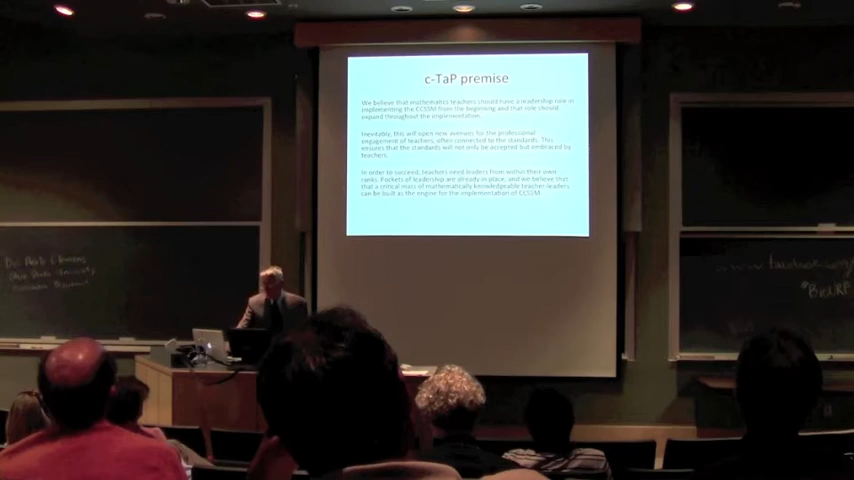 c-TaP premise
We believe that mathematics teachers should have a leadership role in
implementing the CCSSM from the beginning and that role should
expand throughout the implementation.
Inevitably, this will open new avenues for the professional
engagement of teachers, often connected to the standards. This
ensures that the standards will not only be accepted but embraced by
teachers.
In order to succeed, teachers need leaders from within their own
ranks. Pockets of leadership are already in place, and we believe that
that a critical mass of mathematically knowledgeable teacher-leaders
can be built as the engine for the implementation of CCSSM.